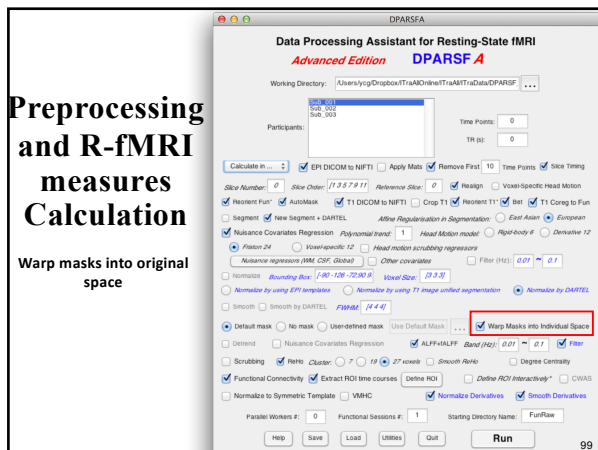 Preprocessing
and R-fMRI
measures
Calculation
Warp masks into original
space
DPARSFA
Data Processing Assistant for Resting-State fMRI
Advanced Edition DPARSF A
Working Directory: /Users/ycg/Dropbox/ITraAllOnline/ITraAll/ITraData/DPARSF_ ...
Participants:
Sub_001
Sub_002
Sub_003
Time Points: 0
TR (s): 0
Calculate in ... EPI DICOM to NIFTI Apply Mats Remove First 10 Time Points Slice Timing
Slice Number: 0 Slice Order: [1 3 5 7 9 11 Reference Slice: 0 Realign Voxel-Specific Head Motion
Reorient Fun* AutoMask T1 DICOM to NIFTI Crop T1 Reorient T1* Bet T1 Coreg to Fun
Segment New Segment + DARTEL Affine Regularisation in Segmentation: East Asian European
Nuisance Covariates Regression Polynomial trend: 1 Head Motion model: Rigid-body 6 Derivative 12
Friston 24 Voxel-specific 12 Head motion scrubbing regressors
Nuisance regressors (WM, CSF, Global) Other covariates Filter (Hz): 0.01 ~ 0.1
Normalize Bounding Box: [-90 -126 -72;90 9 Voxel Size: [3 3 3]
Normalize by using EPI templates Normalize by using T1 image unified segmentation Normalize by DARTEL
Smooth Smooth by DARTEL FWHM: [4 4 4]
Default mask No mask User-defined mask Use Default Mask ... Warp Masks into Individual Space
Detrend Nuisance Covariates Regression ALFF+fALFF Band (Hz): 0.01 ~ 0.1 Filter
Scrubbing ReHo Cluster: 7 19 27 voxels Smooth ReHo Degree Centrality
Functional Connectivity Extract ROI time courses Define ROI Define ROI Interactively* CWAS
Normalize to Symmetric Template VMHC Normalize Derivatives Smooth Derivatives
Parallel Workers #: 0 Functional Sessions #: 1 Starting Directory Name: FunRaw
Help Save Load Utilities Quit Run
99